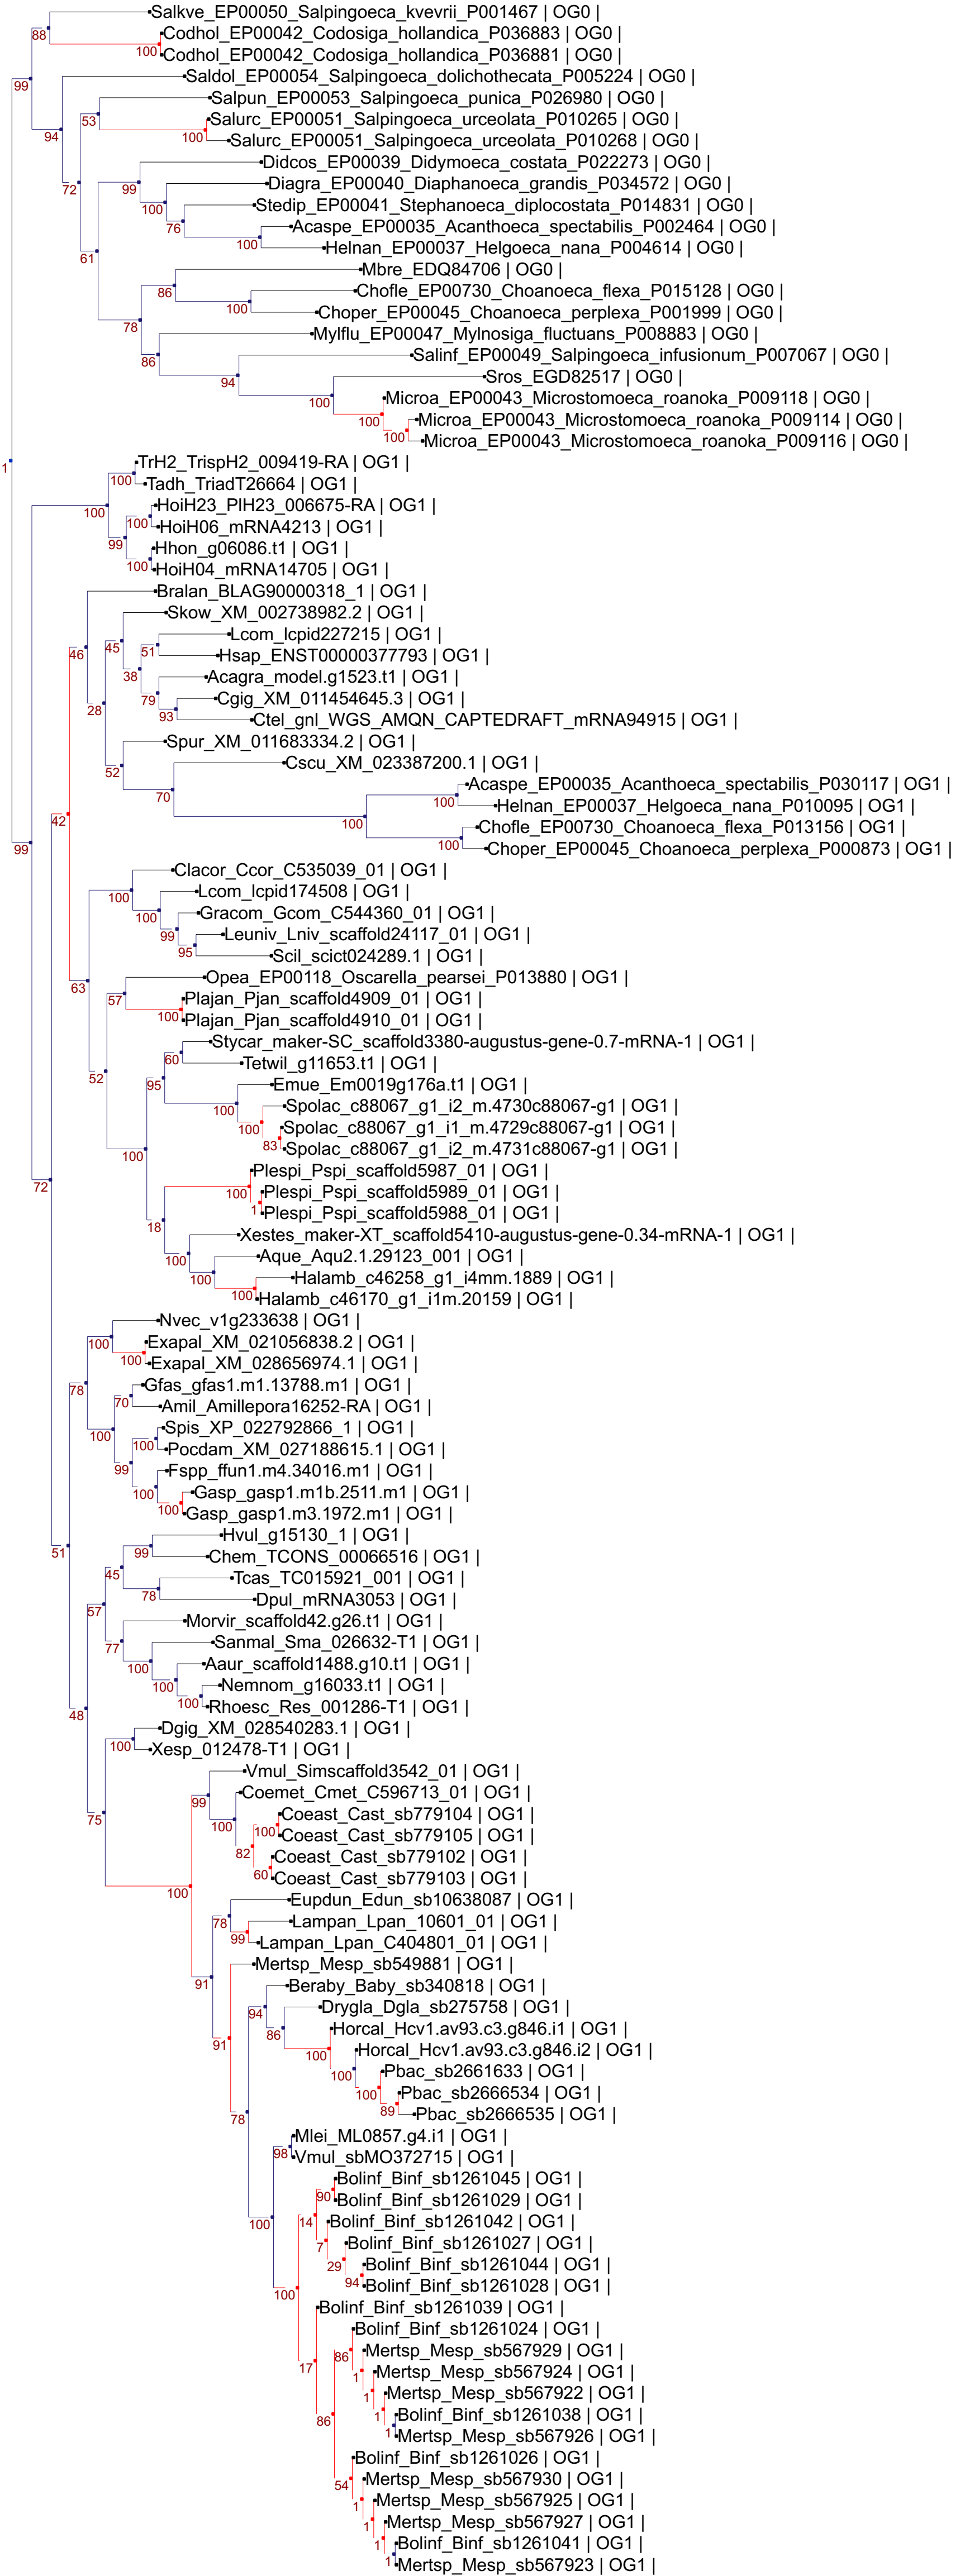 Salkve_EP00050_Salpingoeca_kvevrii_P001467 | OG0 |
88
Codhol_EP00042_Codosiga_hollandica_P036883 | OG0 |
100
Codhol_EP00042_Codosiga_hollandica_P036881 | OG0 |
Saldol_EP00054_Salpingoeca_dolichothecata_P005224 | OG0 |
99
Salpun_EP00053_Salpingoeca_punica_P026980 | OG0 |
53
Salurc_EP00051_Salpingoeca_urceolata_P010265 | OG0 |
94
100
Salurc_EP00051_Salpingoeca_urceolata_P010268 | OG0 |
Didcos_EP00039_Didymoeca_costata_P022273 | OG0 |
72
99
Diagra_EP00040_Diaphanoeca_grandis_P034572 | OG0 |
100
Stedip_EP00041_Stephanoeca_diplocostata_P014831 | OG0 |
76
Acaspe_EP00035_Acanthoeca_spectabilis_P002464 | OG0 |
100
Helnan_EP00037_Helgoeca_nana_P004614 | OG0 |
61
Mbre_EDQ84706 | OG0 |
86
Chofle_EP00730_Choanoeca_flexa_P015128 | OG0 |
100
Choper_EP00045_Choanoeca_perplexa_P001999 | OG0 |
78
Mylflu_EP00047_Mylnosiga_fluctuans_P008883 | OG0 |
86
Salinf_EP00049_Salpingoeca_infusionum_P007067 | OG0 |
94
Sros_EGD82517 | OG0 |
100
Microa_EP00043_Microstomoeca_roanoka_P009118 | OG0 |
100
Microa_EP00043_Microstomoeca_roanoka_P009114 | OG0 |
100
Microa_EP00043_Microstomoeca_roanoka_P009116 | OG0 |
1
TrH2_TrispH2_009419-RA | OG1 |
100
Tadh_TriadT26664 | OG1 |
100
HoiH23_PlH23_006675-RA | OG1 |
100
HoiH06_mRNA4213 | OG1 |
99
Hhon_g06086.t1 | OG1 |
100
HoiH04_mRNA14705 | OG1 |
Bralan_BLAG90000318_1 | OG1 |
Skow_XM_002738982.2 | OG1 |
46
45
Lcom_lcpid227215 | OG1 |
51
Hsap_ENST00000377793 | OG1 |
38
Acagra_model.g1523.t1 | OG1 |
79
Cgig_XM_011454645.3 | OG1 |
28
93
Ctel_gnl_WGS_AMQN_CAPTEDRAFT_mRNA94915 | OG1 |
Spur_XM_011683334.2 | OG1 |
52
Cscu_XM_023387200.1 | OG1 |
70
Acaspe_EP00035_Acanthoeca_spectabilis_P030117 | OG1 |
100
Helnan_EP00037_Helgoeca_nana_P010095 | OG1 |
42
100
Chofle_EP00730_Choanoeca_flexa_P013156 | OG1 |
99
100
Choper_EP00045_Choanoeca_perplexa_P000873 | OG1 |
Clacor_Ccor_C535039_01 | OG1 |
100
Lcom_lcpid174508 | OG1 |
100
Gracom_Gcom_C544360_01 | OG1 |
99
Leuniv_Lniv_scaffold24117_01 | OG1 |
95
Scil_scict024289.1 | OG1 |
63
Opea_EP00118_Oscarella_pearsei_P013880 | OG1 |
57
Plajan_Pjan_scaffold4909_01 | OG1 |
100
Plajan_Pjan_scaffold4910_01 | OG1 |
Stycar_maker-SC_scaffold3380-augustus-gene-0.7-mRNA-1 | OG1 |
60
Tetwil_g11653.t1 | OG1 |
52
95
Emue_Em0019g176a.t1 | OG1 |
100
Spolac_c88067_g1_i2_m.4730c88067-g1 | OG1 |
100
Spolac_c88067_g1_i1_m.4729c88067-g1 | OG1 |
83
Spolac_c88067_g1_i2_m.4731c88067-g1 | OG1 |
100
Plespi_Pspi_scaffold5987_01 | OG1 |
72
100
Plespi_Pspi_scaffold5989_01 | OG1 |
1
Plespi_Pspi_scaffold5988_01 | OG1 |
18
Xestes_maker-XT_scaffold5410-augustus-gene-0.34-mRNA-1 | OG1 |
100
Aque_Aqu2.1.29123_001 | OG1 |
100
Halamb_c46258_g1_i4mm.1889 | OG1 |
100
Halamb_c46170_g1_i1m.20159 | OG1 |
Nvec_v1g233638 | OG1 |
100
Exapal_XM_021056838.2 | OG1 |
100
Exapal_XM_028656974.1 | OG1 |
78
Gfas_gfas1.m1.13788.m1 | OG1 |
70
Amil_Amillepora16252-RA | OG1 |
100
Spis_XP_022792866_1 | OG1 |
100
Pocdam_XM_027188615.1 | OG1 |
99
Fspp_ffun1.m4.34016.m1 | OG1 |
100
Gasp_gasp1.m1b.2511.m1 | OG1 |
100
Gasp_gasp1.m3.1972.m1 | OG1 |
Hvul_g15130_1 | OG1 |
51
99
Chem_TCONS_00066516 | OG1 |
45
Tcas_TC015921_001 | OG1 |
78
Dpul_mRNA3053 | OG1 |
57
Morvir_scaffold42.g26.t1 | OG1 |
77
Sanmal_Sma_026632-T1 | OG1 |
100
Aaur_scaffold1488.g10.t1 | OG1 |
100
Nemnom_g16033.t1 | OG1 |
100
Rhoesc_Res_001286-T1 | OG1 |
48
Dgig_XM_028540283.1 | OG1 |
100
Xesp_012478-T1 | OG1 |
Vmul_Simscaffold3542_01 | OG1 |
99
Coemet_Cmet_C596713_01 | OG1 |
75
100
Coeast_Cast_sb779104 | OG1 |
100
Coeast_Cast_sb779105 | OG1 |
82
Coeast_Cast_sb779102 | OG1 |
60
Coeast_Cast_sb779103 | OG1 |
100
Eupdun_Edun_sb10638087 | OG1 |
78
Lampan_Lpan_10601_01 | OG1 |
99
Lampan_Lpan_C404801_01 | OG1 |
Mertsp_Mesp_sb549881 | OG1 |
91
Beraby_Baby_sb340818 | OG1 |
94
Drygla_Dgla_sb275758 | OG1 |
86
Horcal_Hcv1.av93.c3.g846.i1 | OG1 |
91
100
Horcal_Hcv1.av93.c3.g846.i2 | OG1 |
100
Pbac_sb2661633 | OG1 |
100
Pbac_sb2666534 | OG1 |
89
Pbac_sb2666535 | OG1 |
78
Mlei_ML0857.g4.i1 | OG1 |
98
Vmul_sbMO372715 | OG1 |
Bolinf_Binf_sb1261045 | OG1 |
90
Bolinf_Binf_sb1261029 | OG1 |
100
14
Bolinf_Binf_sb1261042 | OG1 |
7
Bolinf_Binf_sb1261027 | OG1 |
29
Bolinf_Binf_sb1261044 | OG1 |
94
Bolinf_Binf_sb1261028 | OG1 |
100
Bolinf_Binf_sb1261039 | OG1 |
Bolinf_Binf_sb1261024 | OG1 |
86
Mertsp_Mesp_sb567929 | OG1 |
17
1
Mertsp_Mesp_sb567924 | OG1 |
1
Mertsp_Mesp_sb567922 | OG1 |
1
Bolinf_Binf_sb1261038 | OG1 |
86
1
Mertsp_Mesp_sb567926 | OG1 |
Bolinf_Binf_sb1261026 | OG1 |
54
Mertsp_Mesp_sb567930 | OG1 |
1
Mertsp_Mesp_sb567925 | OG1 |
1
Mertsp_Mesp_sb567927 | OG1 |
1
Bolinf_Binf_sb1261041 | OG1 |
1
Mertsp_Mesp_sb567923 | OG1 |